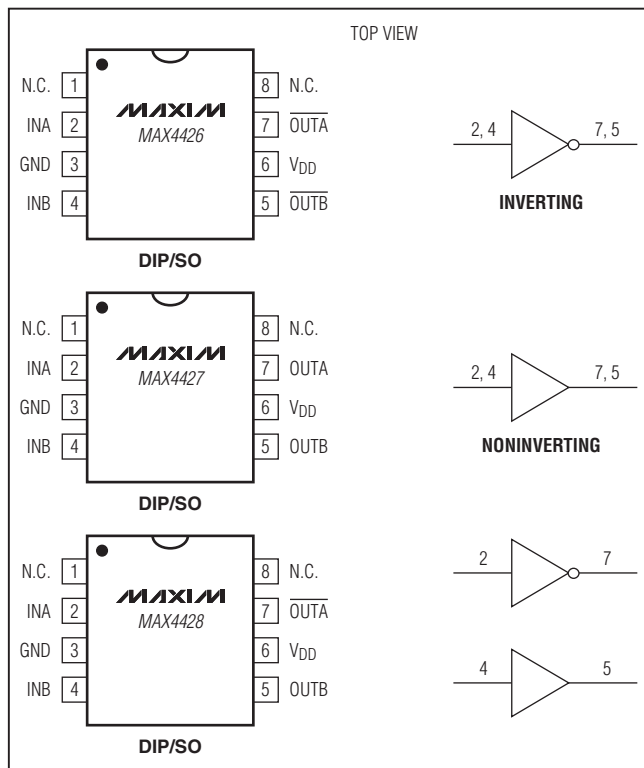 TOP VIEW
N.C. 1 8 N.C.
INA 2 MAXIM 7 O̅U̅T̅A̅
MAX4426
GND 3 6 VDD
INB 4 5 O̅U̅T̅B̅
DIP/SO
2, 4 7, 5
INVERTING
N.C. 1 8 N.C.
INA 2 MAXIM 7 OUTA
MAX4427
GND 3 6 VDD
INB 4 5 OUTB
DIP/SO
2, 4 7, 5
NONINVERTING
N.C. 1 8 N.C.
INA 2 MAXIM 7 O̅U̅T̅A̅
MAX4428
GND 3 6 VDD
INB 4 5 OUTB
DIP/SO
2 7
4 5